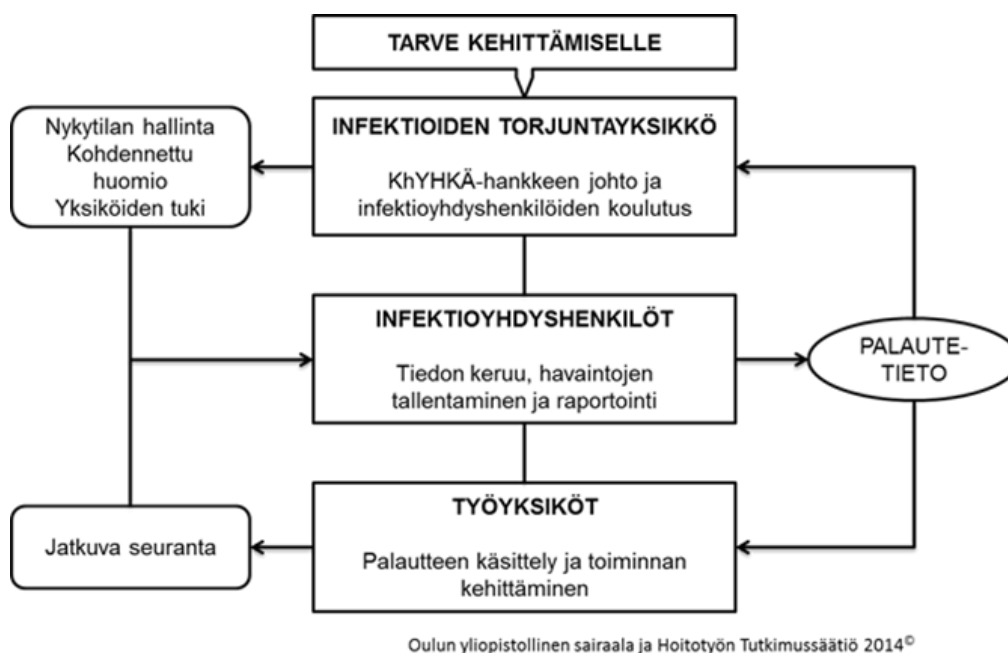 TARVE KEHITTÄMISELLE
INFEKTIOIDEN TORJUNTAYKSIKKÖ
KhYHKÄ-hankkeen johto ja
infektioyhdyshenkilöiden koulutus
Nykytilan hallinta
Kohdennettu
huomio
Yksiköiden tuki
INFEKTIOYHDYSHENKILÖT
Tiedon keruu, havaintojen
tallentaminen ja raportointi
PALAUTE-
TIETO
TYÖYKSIKÖT
Palautteen käsittely ja toiminnan
kehittäminen
Jatkuva seuranta
Oulun yliopistollinen sairaala ja Hoitotyön Tutkimussäätiö 2014©